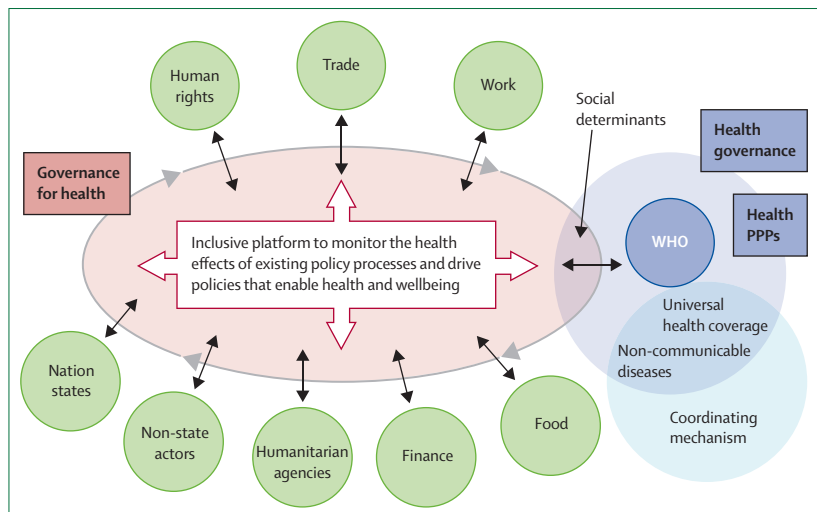 Human
rights
Trade
Work
Social
determinants
Health
governance
Governance
for health
Health
PPPs
WHO
Inclusive platform to monitor the health
effects of existing policy processes and drive
policies that enable health and wellbeing
Universal
health coverage
Non-communicable
diseases
Nation
states
Non-state
actors
Humanitarian
agencies
Finance
Food
Coordinating
mechanism